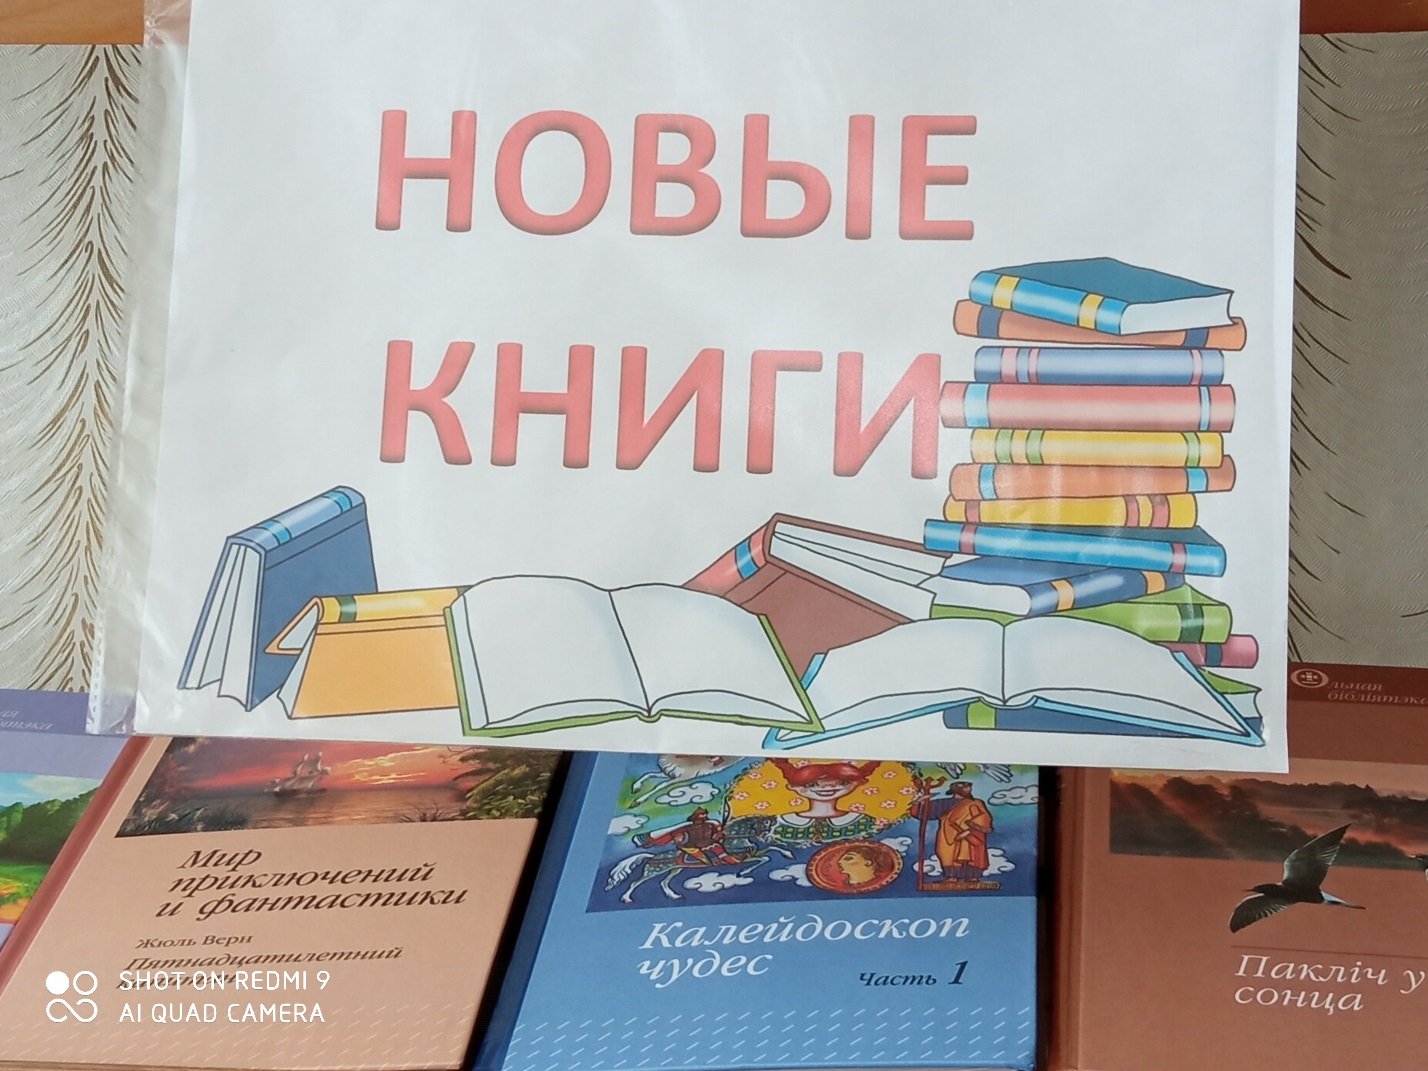 НОВЫЕ
КНИГИ
льная
бібліятэка
Мир
приключений
и фантастики
Жюль Верн
Пятнадцатилетний
Калейдоскоп
чудес
Часть 1
Пакліч у
сонца
SHOT ON REDMI 9
AI QUAD CAMERA